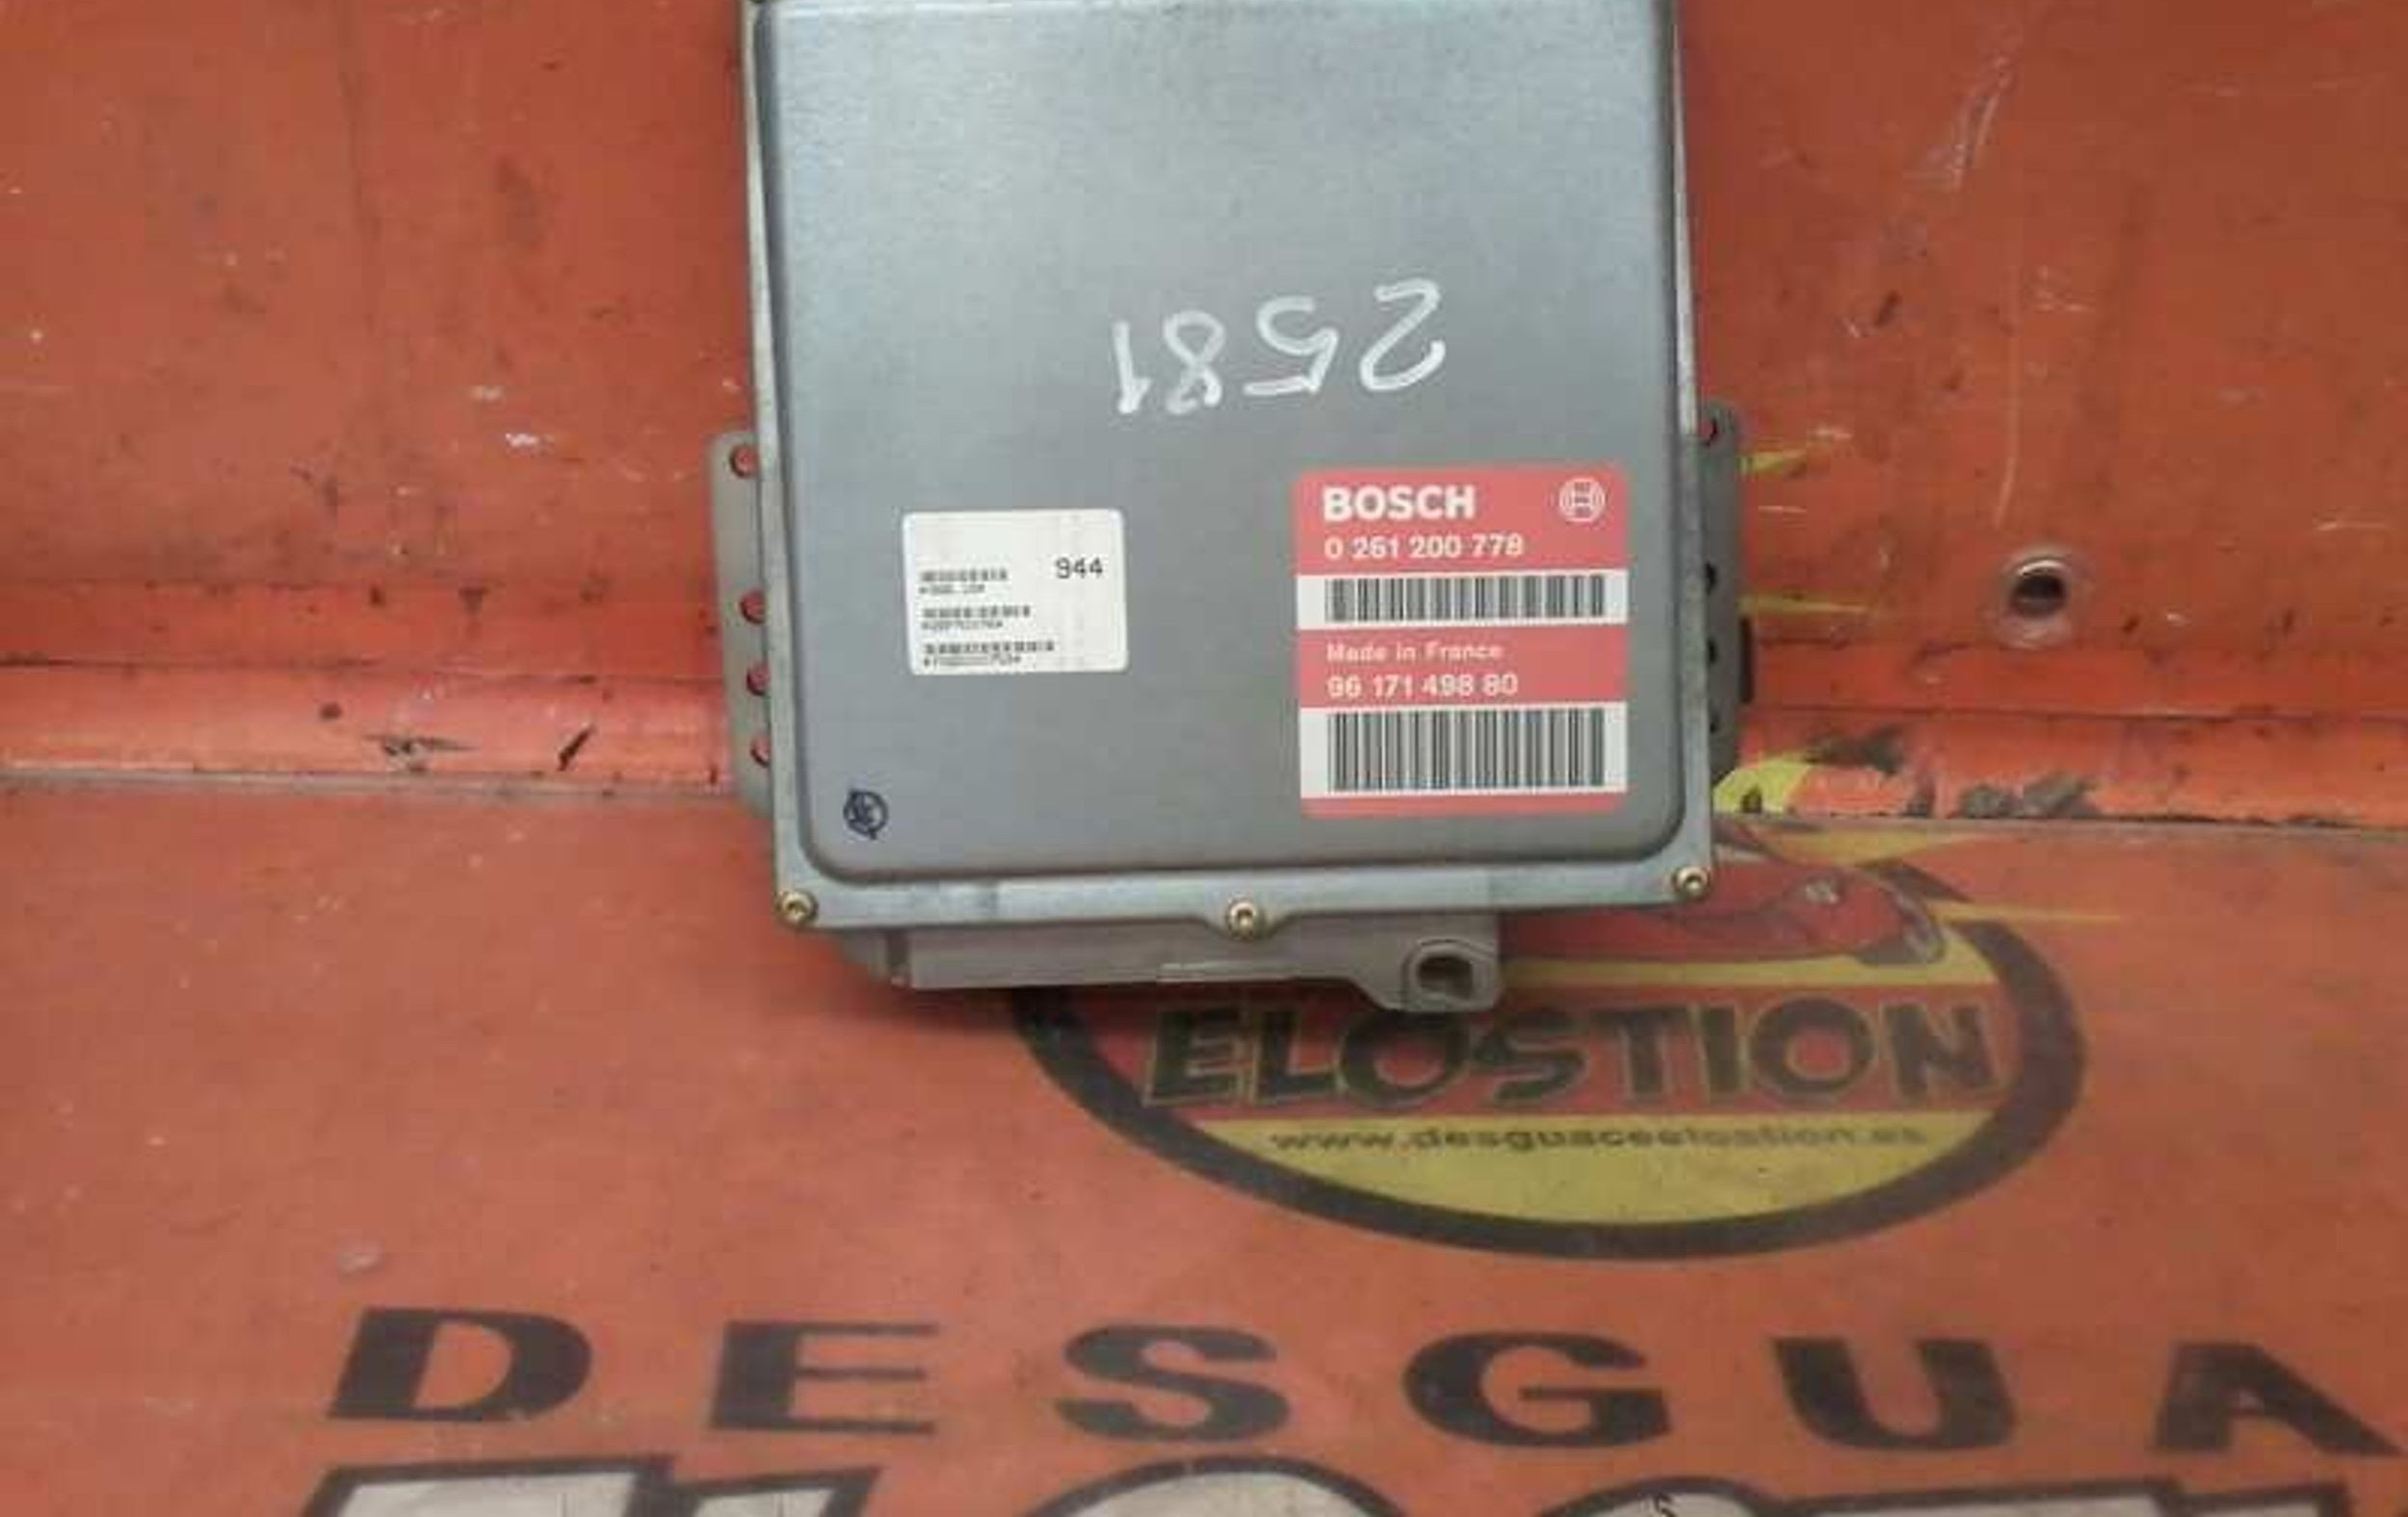 2581
944
BOSCH
0 261 200 778
Made in France
96 171 498 80
ELOSTION
www.desguaceelostion.es
DESGUA